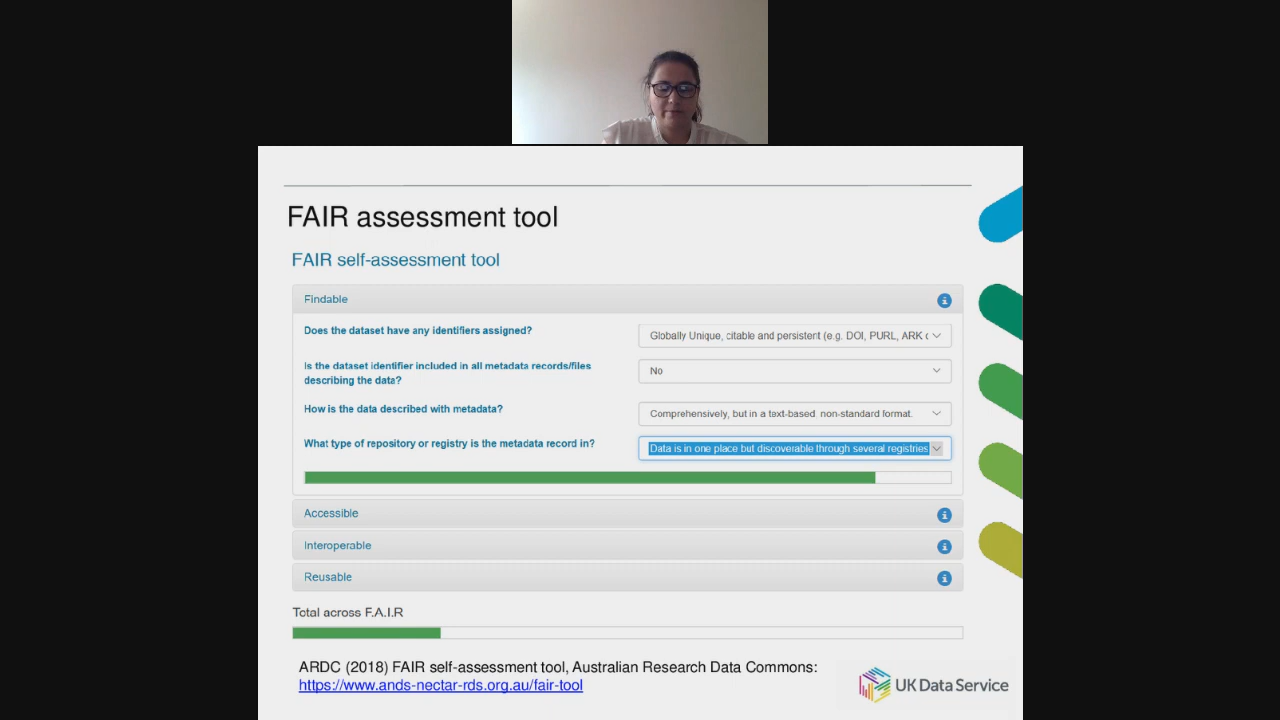 FAIR assessment tool
FAIR self-assessment tool
Findable
Does the dataset have any identifiers assigned?
Globally Unique, citable and persistent (e.g. DOI, PURL, ARK
Is the dataset identifier included in all metadata records/files
describing the data?
No
How is the data described with metadata?
Comprehensively, but in a text-based non-standard format.
What type of repository or registry is the metadata record in?
Data is in one place but discoverable through several registries
Accessible
Interoperable
Reusable
Total across F.A.I.R
ARDC (2018) FAIR self-assessment tool, Australian Research Data Commons:
https://www.ands-nectar-rds.org.au/fair-tool
UK Data Service